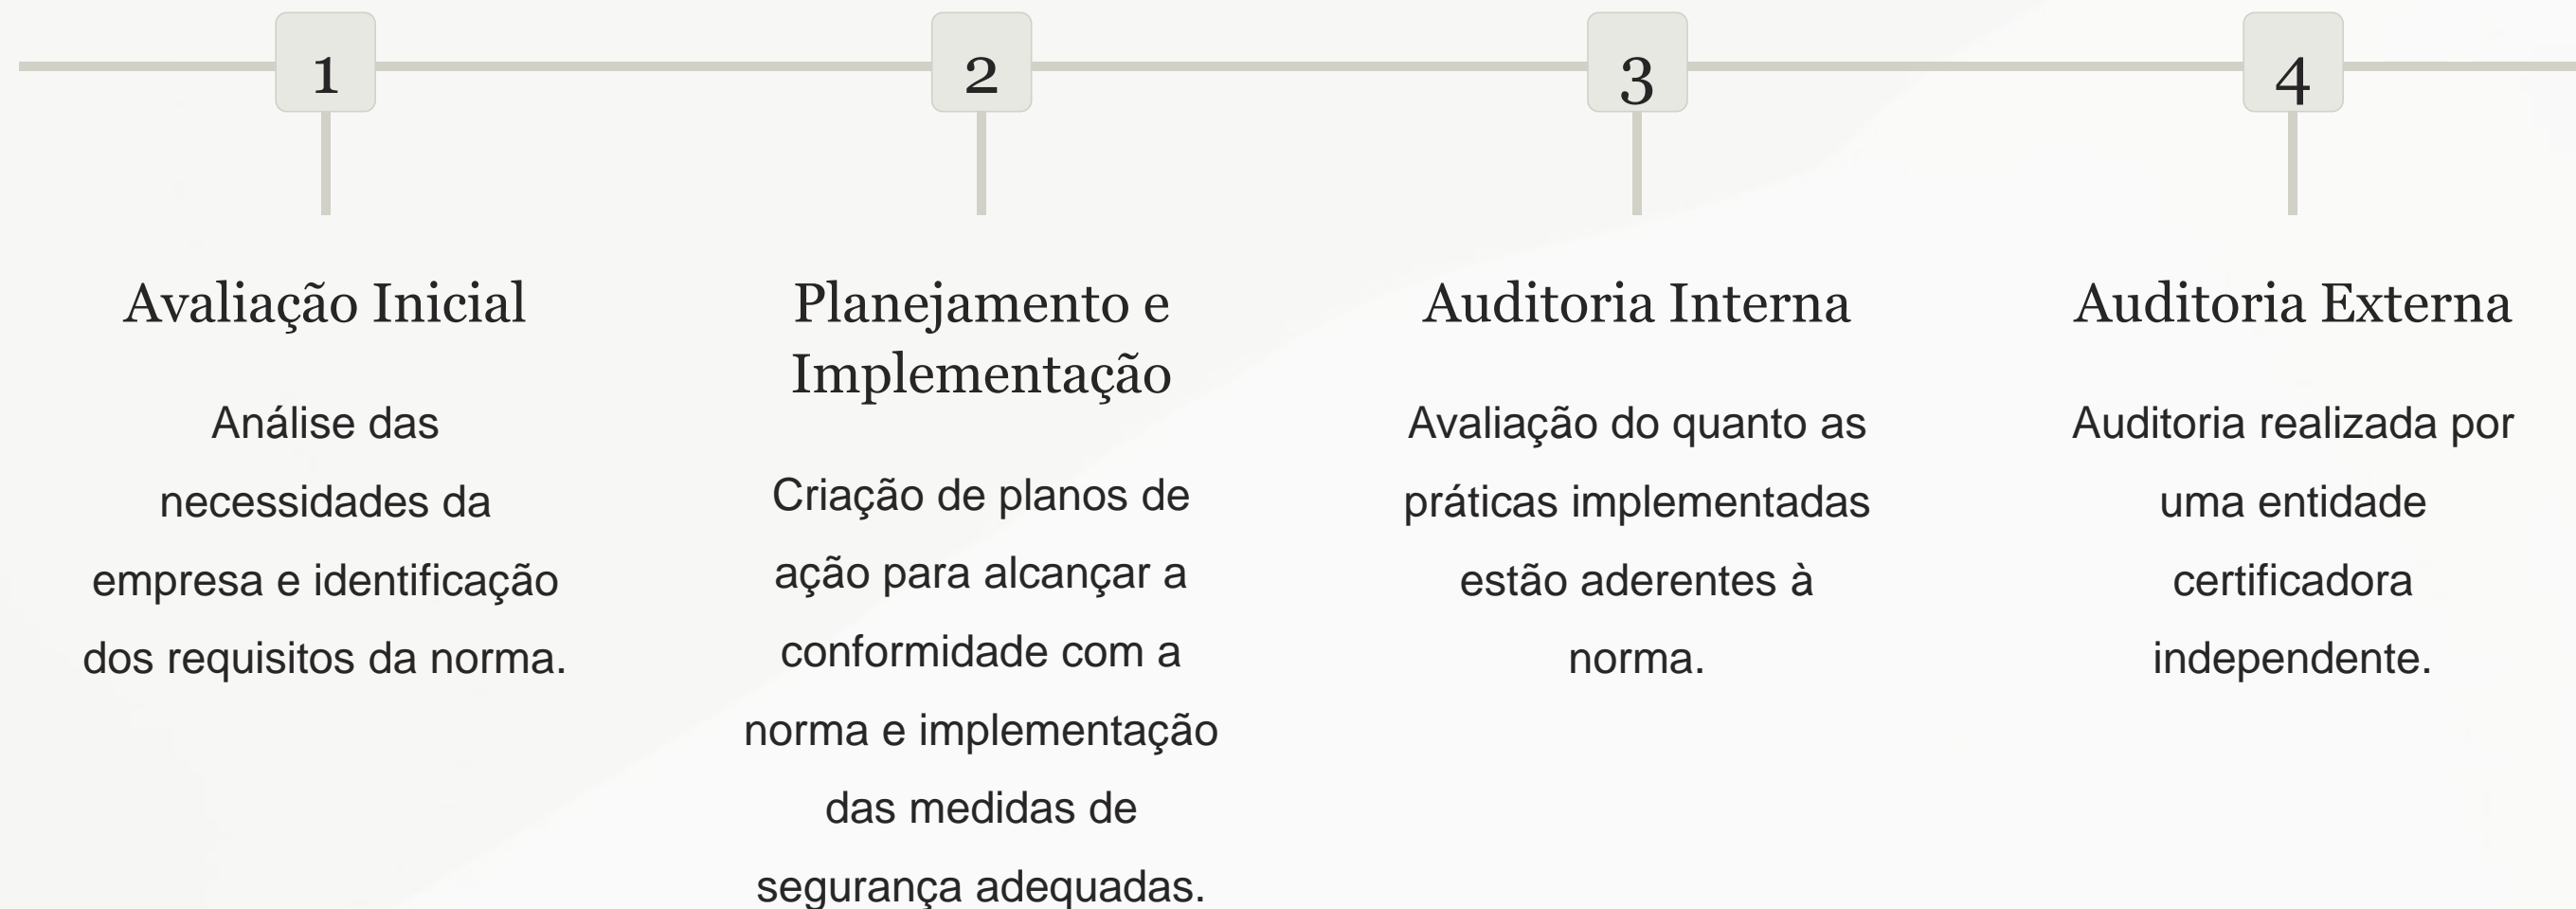 1
Avaliação Inicial
Análise das
necessidades da
empresa e identificação
dos requisitos da norma.
2
Planejamento e
Implementação
Criação de planos de
ação para alcançar a
conformidade com a
norma e implementação
das medidas de
segurança adequadas.
3
Auditoria Interna
Avaliação do quanto as
práticas implementadas
estão aderentes à
norma.
4
Auditoria Externa
Auditoria realizada por
uma entidade
certificadora
independente.